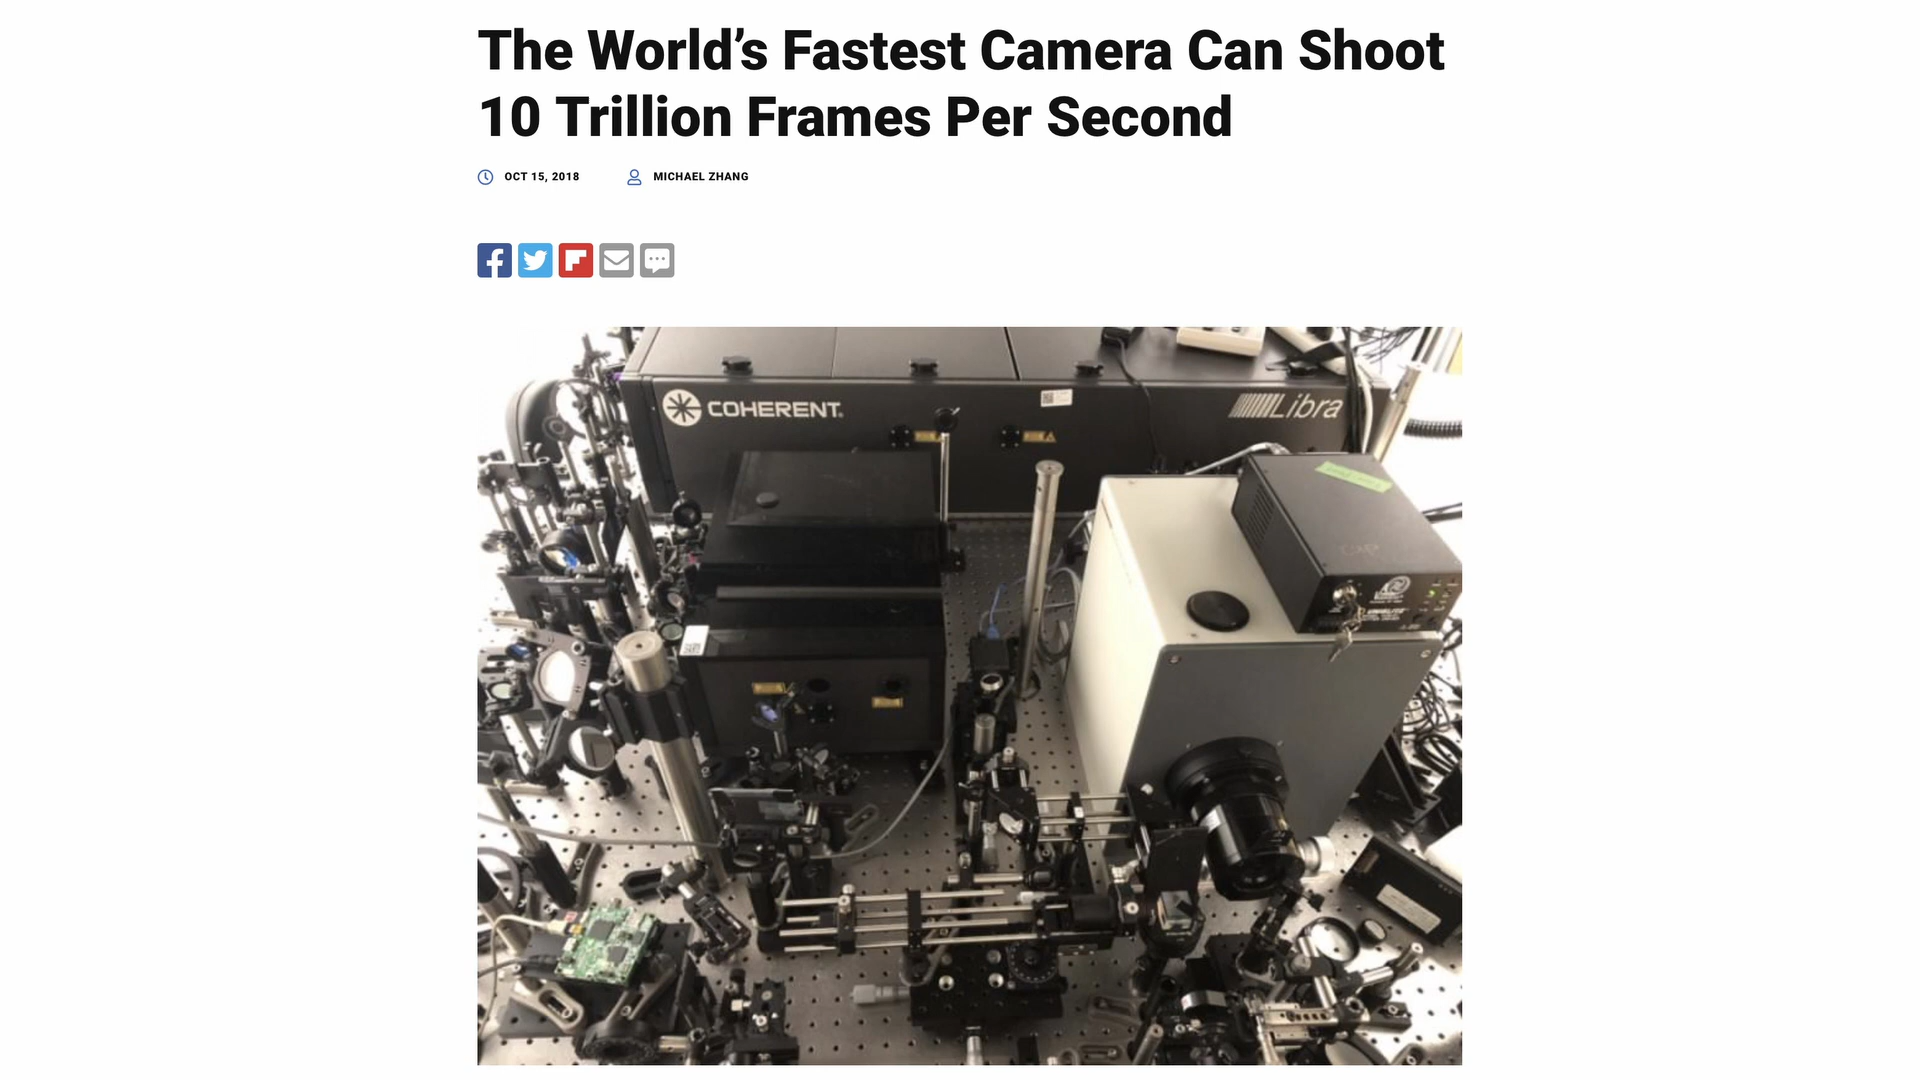 The World’s Fastest Camera Can Shoot
10 Trillion Frames Per Second
OCT 15, 2018 MICHAEL ZHANG
COHERENT.
Libra